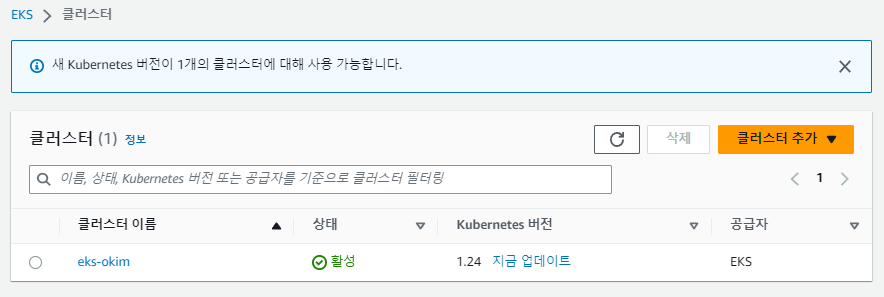 EKS > 클러스터
새 Kubernetes 버전이 1개의 클러스터에 대해 사용 가능합니다.
클러스터 (1) 정보 삭제 클러스터 추가
이름, 상태, Kubernetes 버전 또는 공급자를 기준으로 클러스터 필터링 1
클러스터 이름 상태 Kubernetes 버전 공급자
eks-okim 활성 1.24 지금 업데이트 EKS